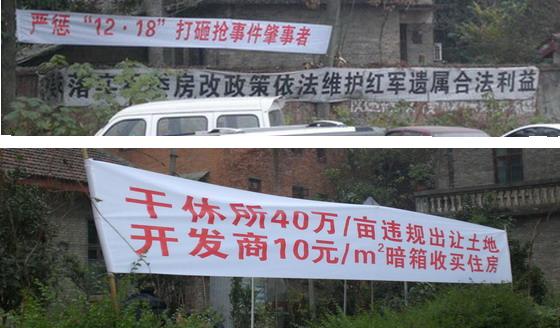 严惩“12·18”打砸抢事件肇事者
落实 房改政策依法维护红军遗属合法利益
干休所40万/亩违规出让土地
开发商10元/m²暗箱收买住房